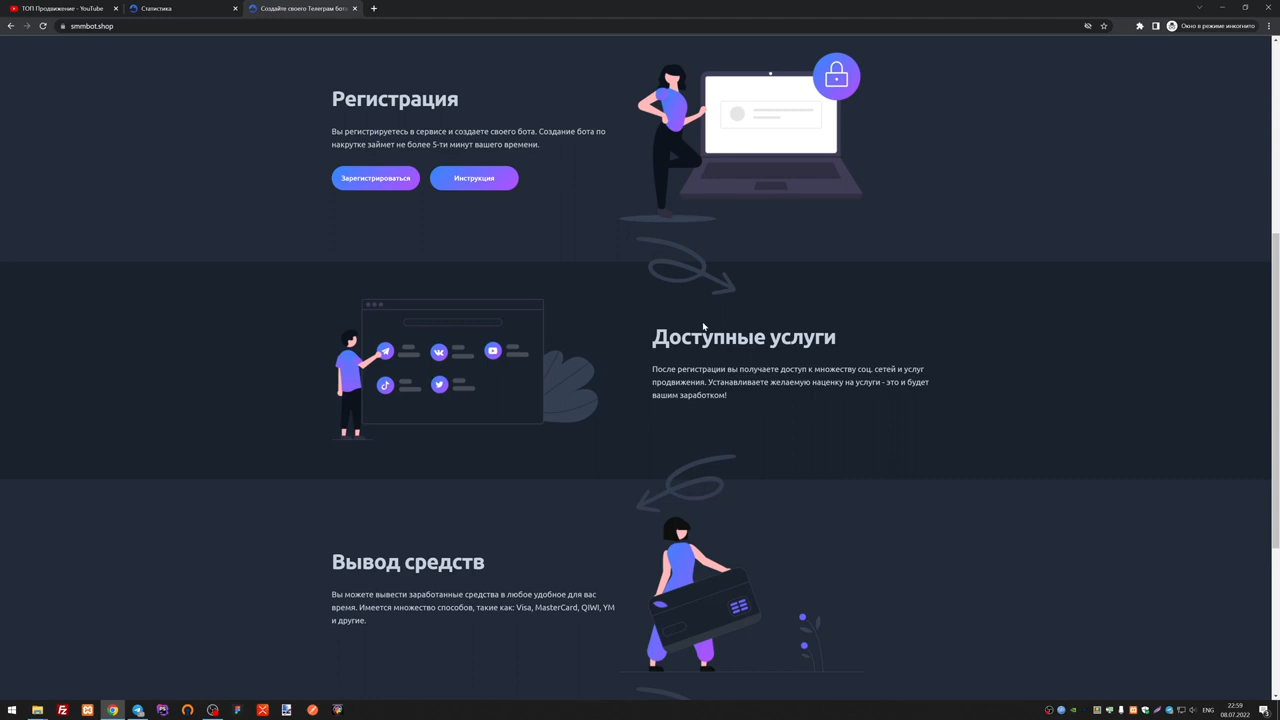 ТОП Продвижение - YouTube
Статистика
Создайте своего Телеграм бота
smmbot.shop
Окно в режиме инкогнито
Регистрация
Вы регистрируетесь в сервисе и создаете своего бота. Создание бота по
накрутке займет не более 5-ти минут вашего времени.
Зарегистрироваться
Инструкция
Доступные услуги
После регистрации вы получаете доступ к множеству соц. сетей и услуг
продвижения. Устанавливаете желаемую наценку на услуги - это и будет
вашим заработком!
Вывод средств
Вы можете вывести заработанные средства в любое удобное для вас
время. Имеется множество способов, такие как: Visa, MasterCard, QIWI, YM
и другие.
ENG
22:59
08.07.2022